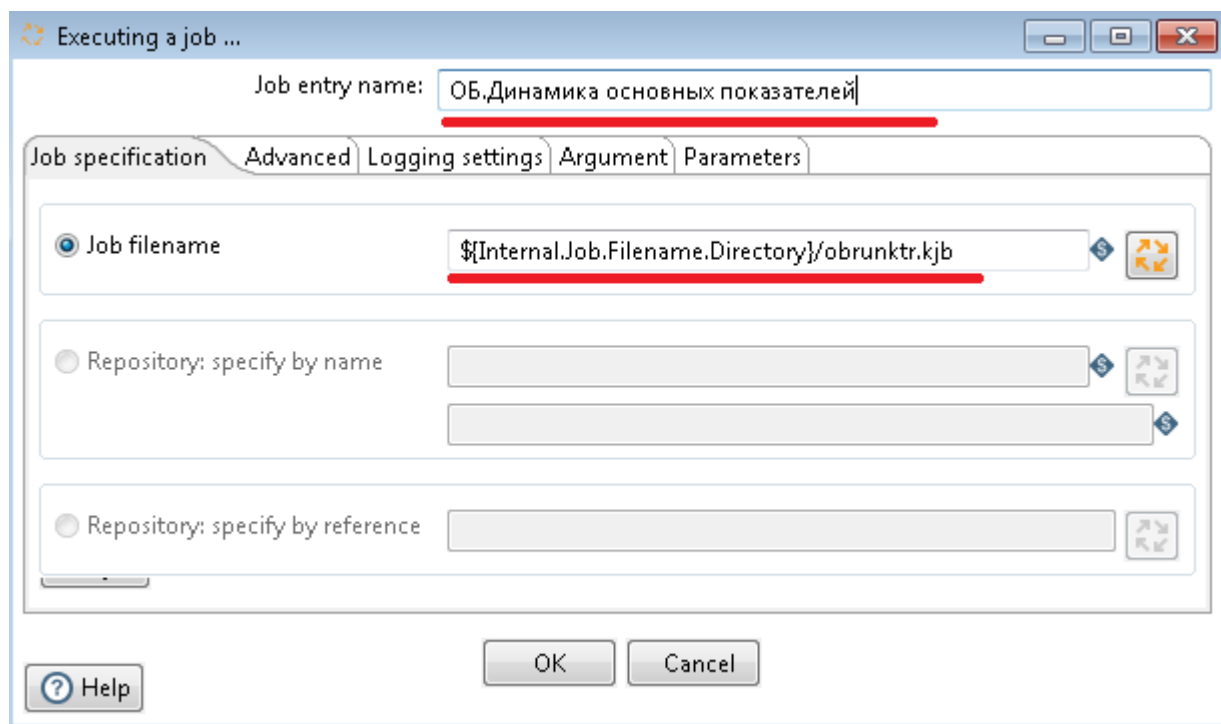 Executing a job ...
Job entry name: ОБ.Динамика основных показателей
Job specification Advanced Logging settings Argument Parameters
Job filename ${Internal.Job.Filename.Directory}/obrunktr.kjb
Repository: specify by name
Repository: specify by reference
OK Cancel
Help